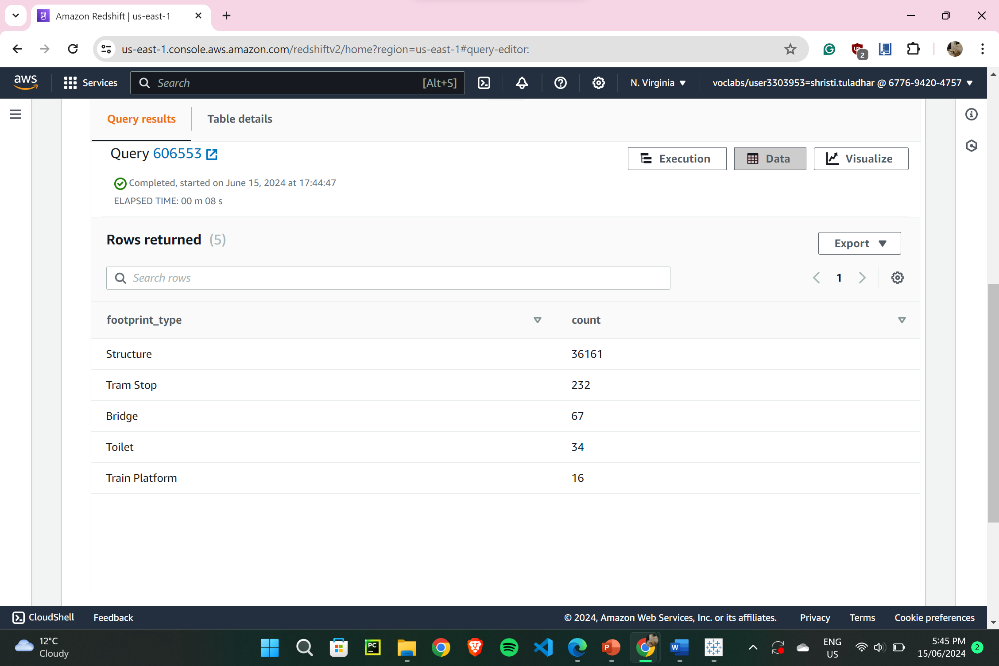 Amazon Redshift | us-east-1
us-east-1.console.aws.amazon.com/redshiftv2/home?region=us-east-1#query-editor:
2
aws
Services
Search
[Alt+S]
N. Virginia
voclabs/user3303953=shristi.tuladhar @ 6776-9420-4757
Query results
Table details
Query 606553
Execution
Data
Visualize
Completed, started on June 15, 2024 at 17:44:47
ELAPSED TIME: 00 m 08 s
Rows returned (5)
Export
Search rows
1
footprint_type
count
Structure
36161
Tram Stop
232
Bridge
67
Toilet
34
Train Platform
16
CloudShell
Feedback
© 2024, Amazon Web Services, Inc. or its affiliates.
Privacy
Terms
Cookie preferences
12°C
Cloudy
PC
P
W
ENG
US
5:45 PM
15/06/2024
2